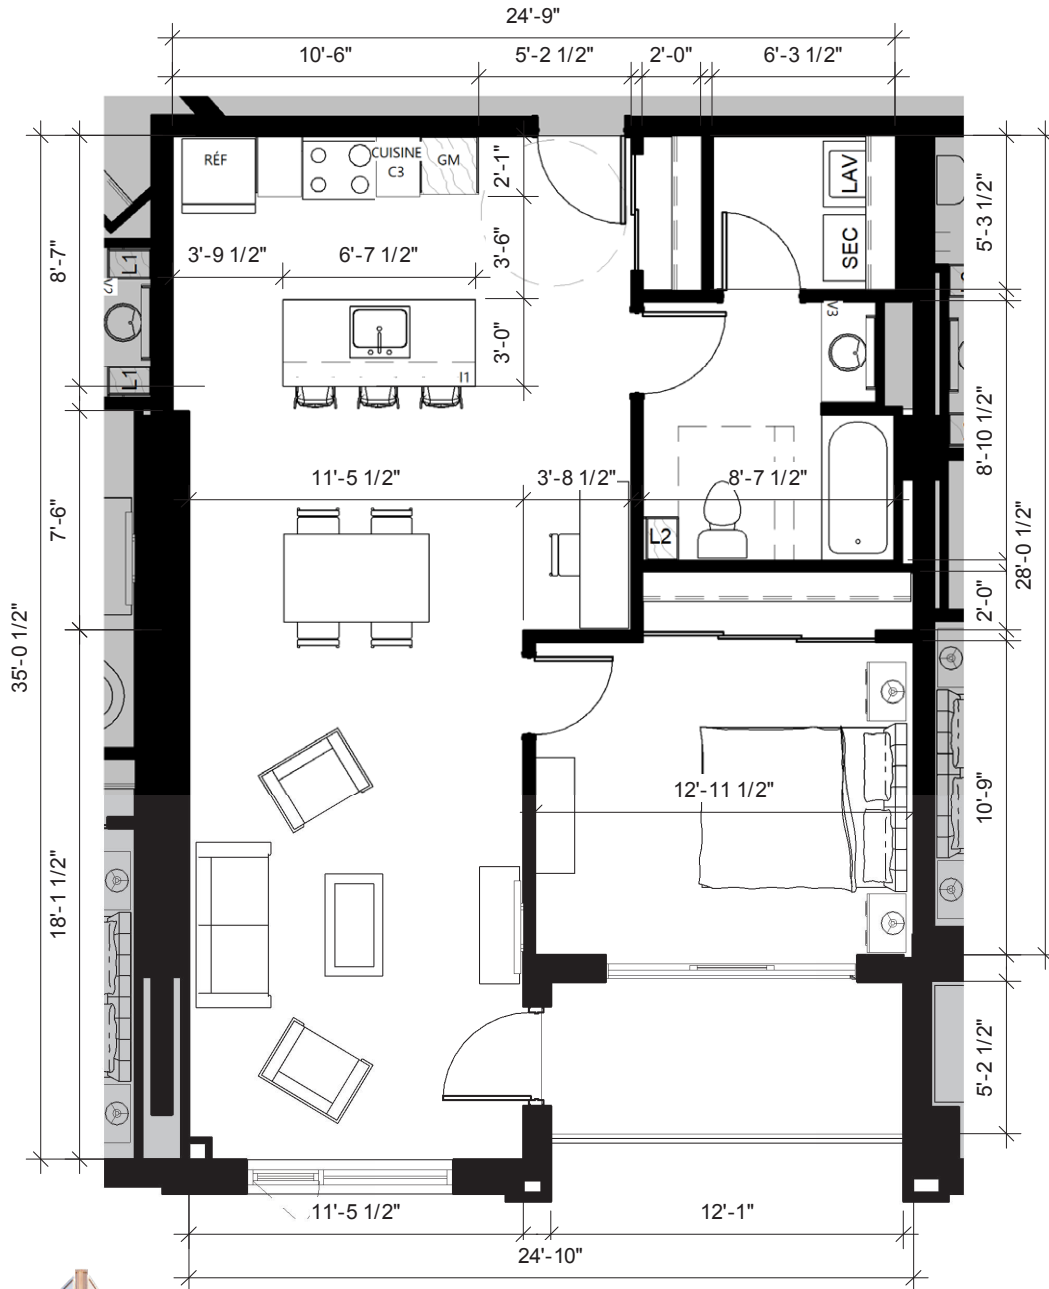 24'-9"
10'-6"
5'-2 1/2"
2'-0"
6'-3 1/2"
RÉF
CUISINE
C3
GM
2'-1"
LAV
SEC
5'-3 1/2"
8'-7"
L1
V2
L1
3'-9 1/2"
6'-7 1/2"
3'-6"
3'-0"
I1
V3
8'-10 1/2"
11'-5 1/2"
3'-8 1/2"
8'-7 1/2"
7'-6"
L2
28'-0 1/2"
2'-0"
35'-0 1/2"
12'-11 1/2"
10'-9"
18'-1 1/2"
5'-2 1/2"
11'-5 1/2"
12'-1"
24'-10"